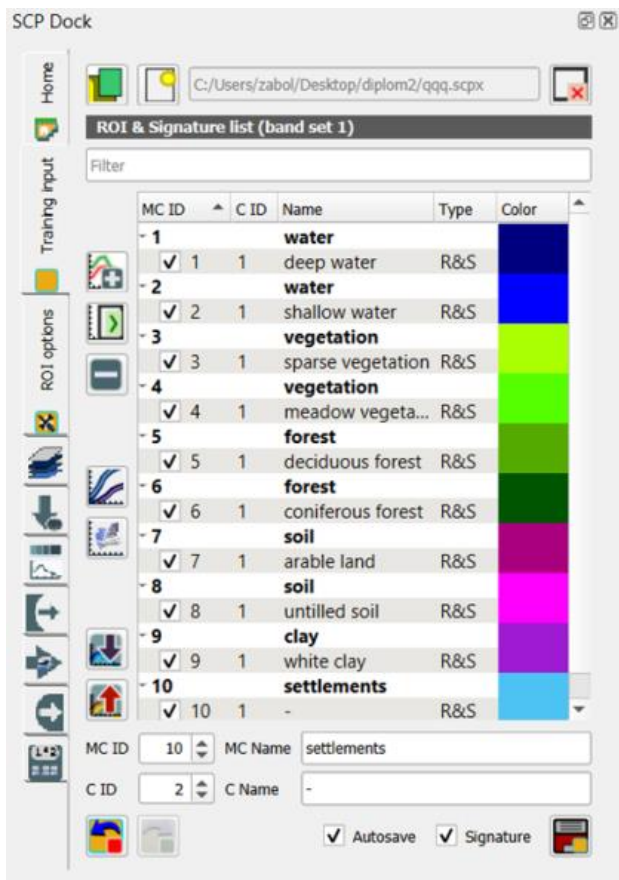 SCP Dock
Home
Training input
ROI options
C:/Users/zabol/Desktop/diplom2/qqq.scpx
ROI & Signature list (band set 1)
Filter
MC ID C ID Name Type Color
1 water
1 1 deep water R&S
2 water
2 1 shallow water R&S
3 vegetation
3 1 sparse vegetation R&S
4 vegetation
4 1 meadow vegeta... R&S
5 forest
5 1 deciduous forest R&S
6 forest
6 1 coniferous forest R&S
7 soil
7 1 arable land R&S
8 soil
8 1 untilled soil R&S
9 clay
9 1 white clay R&S
10 settlements
10 1 - R&S
MC ID 10 MC Name settlements
C ID 2 C Name -
Autosave Signature